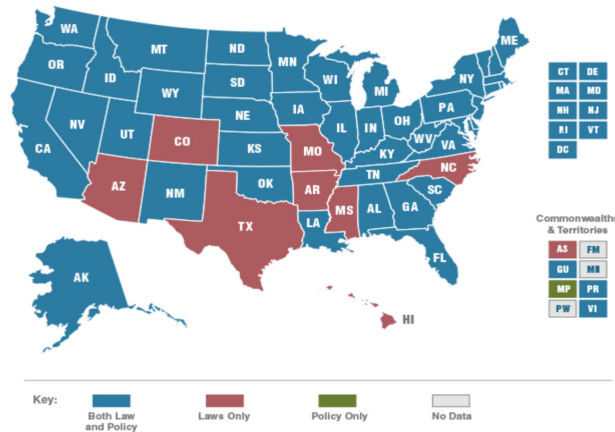 WA
MT
ND
MN
ME
OR
ID
SD
WI
MI
NY
WY
IA
PA
NV
NE
IL
IN
OH
UT
CO
WV
VA
CA
KS
MO
KY
NC
AZ
NM
OK
AR
TN
SC
TX
MS
AL
GA
LA
FL
AK
HI
CT DE
MA MD
NH NJ
RI VT
DC
Commonwealths
& Territories
AS FM
GU MH
MP PR
PW VI
Key:
Both Law
and Policy
Laws Only
Policy Only
No Data